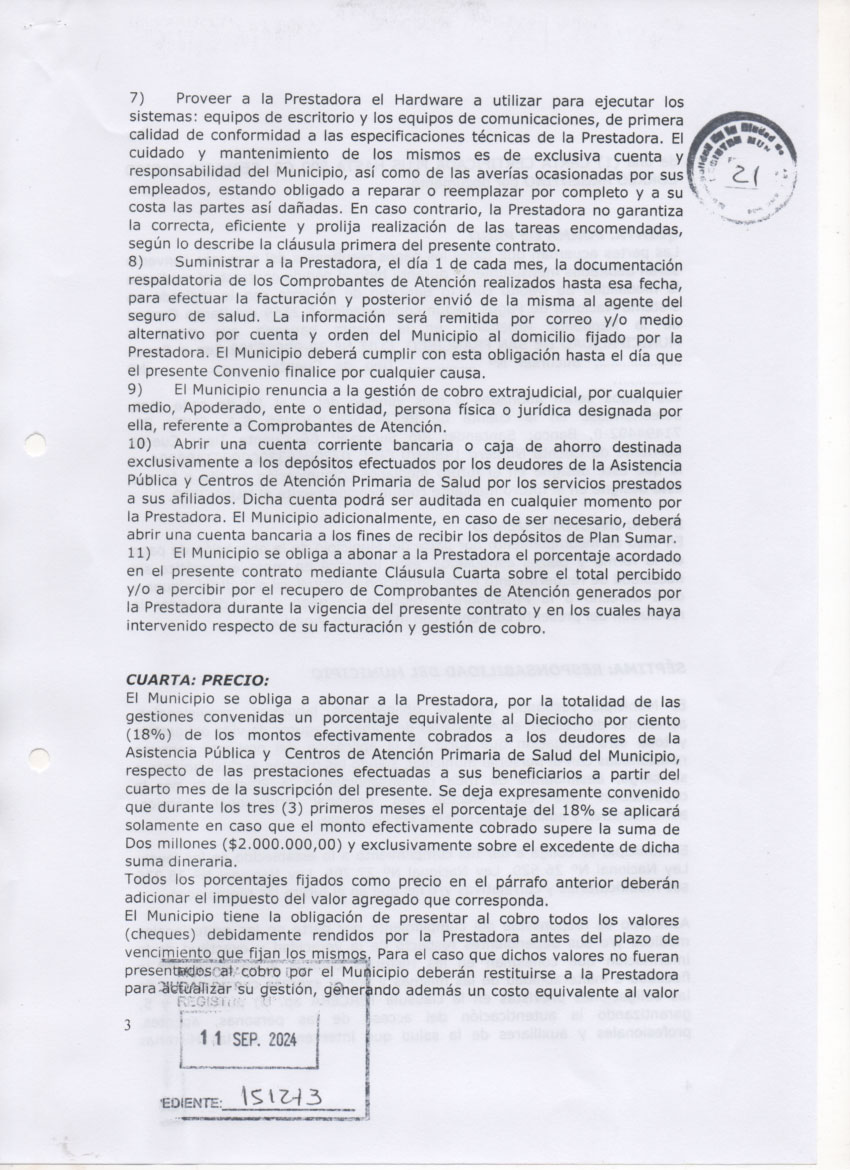 7) Proveer a la Prestadora el Hardware a utilizar para ejecutar los
sistemas: equipos de escritorio y los equipos de comunicaciones, de primera
calidad de conformidad a las especificaciones técnicas de la Prestadora. El
cuidado y mantenimiento de los mismos es de exclusiva cuenta y
responsabilidad del Municipio, así como de las averías ocasionadas por sus
empleados, estando obligado a reparar o reemplazar por completo y a su
costa las partes así dañadas. En caso contrario, la Prestadora no garantiza
la correcta, eficiente y prolija realización de las tareas encomendadas,
según lo describe la cláusula primera del presente contrato.
8) Suministrar a la Prestadora, el día 1 de cada mes, la documentación
respaldatoria de los Comprobantes de Atención realizados hasta esa fecha,
para efectuar la facturación y posterior envió de la misma al agente del
seguro de salud. La información será remitida por correo y/o medio
alternativo por cuenta y orden del Municipio al domicilio fijado por la
Prestadora. El Municipio deberá cumplir con esta obligación hasta el día que
el presente Convenio finalice por cualquier causa.
9) El Municipio renuncia a la gestión de cobro extrajudicial, por cualquier
medio, Apoderado, ente o entidad, persona física o jurídica designada por
ella, referente a Comprobantes de Atención.
10) Abrir una cuenta corriente bancaria o caja de ahorro destinada
exclusivamente a los depósitos efectuados por los deudores de la Asistencia
Pública y Centros de Atención Primaria de Salud por los servicios prestados
a sus afiliados. Dicha cuenta podrá ser auditada en cualquier momento por
la Prestadora. El Municipio adicionalmente, en caso de ser necesario, deberá
abrir una cuenta bancaria a los fines de recibir los depósitos de Plan Sumar.
11) El Municipio se obliga a abonar a la Prestadora el porcentaje acordado
en el presente contrato mediante Cláusula Cuarta sobre el total percibido
y/o a percibir por el recupero de Comprobantes de Atención generados por
la Prestadora durante la vigencia del presente contrato y en los cuales haya
intervenido respecto de su facturación y gestión de cobro.
CUARTA: PRECIO:
El Municipio se obliga a abonar a la Prestadora, por la totalidad de las
gestiones convenidas un porcentaje equivalente al Dieciocho por ciento
(18%) de los montos efectivamente cobrados a los deudores de la
Asistencia Pública y Centros de Atención Primaria de Salud del Municipio,
respecto de las prestaciones efectuadas a sus beneficiarios a partir del
cuarto mes de la suscripción del presente. Se deja expresamente convenido
que durante los tres (3) primeros meses el porcentaje del 18% se aplicará
solamente en caso que el monto efectivamente cobrado supere la suma de
Dos millones ($2.000.000,00) y exclusivamente sobre el excedente de dicha
suma dineraria.
Todos los porcentajes fijados como precio en el párrafo anterior deberán
adicionar el impuesto del valor agregado que corresponda.
El Municipio tiene la obligación de presentar al cobro todos los valores
(cheques) debidamente rendidos por la Prestadora antes del plazo de
vencimiento que fijan los mismos. Para el caso que dichos valores no fueran
presentados al cobro por el Municipio deberán restituirse a la Prestadora
para actualizar su gestión, generando además un costo equivalente al valor
3
21
11 SEP. 2024
EDIENTE: 151213